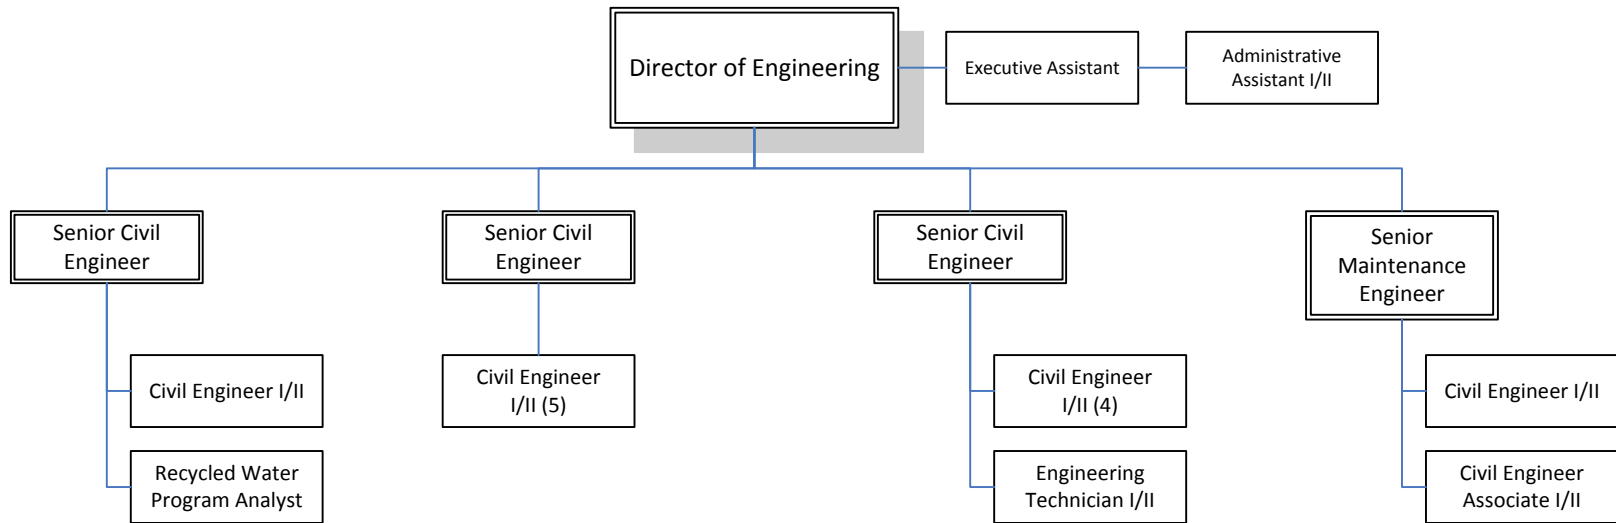 Director of Engineering
Executive Assistant
Administrative
Assistant I/II
Senior Civil
Engineer
Senior Civil
Engineer
Senior Civil
Engineer
Senior
Maintenance
Engineer
Civil Engineer I/II
Civil Engineer
I/II (5)
Civil Engineer
I/II (4)
Civil Engineer I/II
Recycled Water
Program Analyst
Engineering
Technician I/II
Civil Engineer
Associate I/II